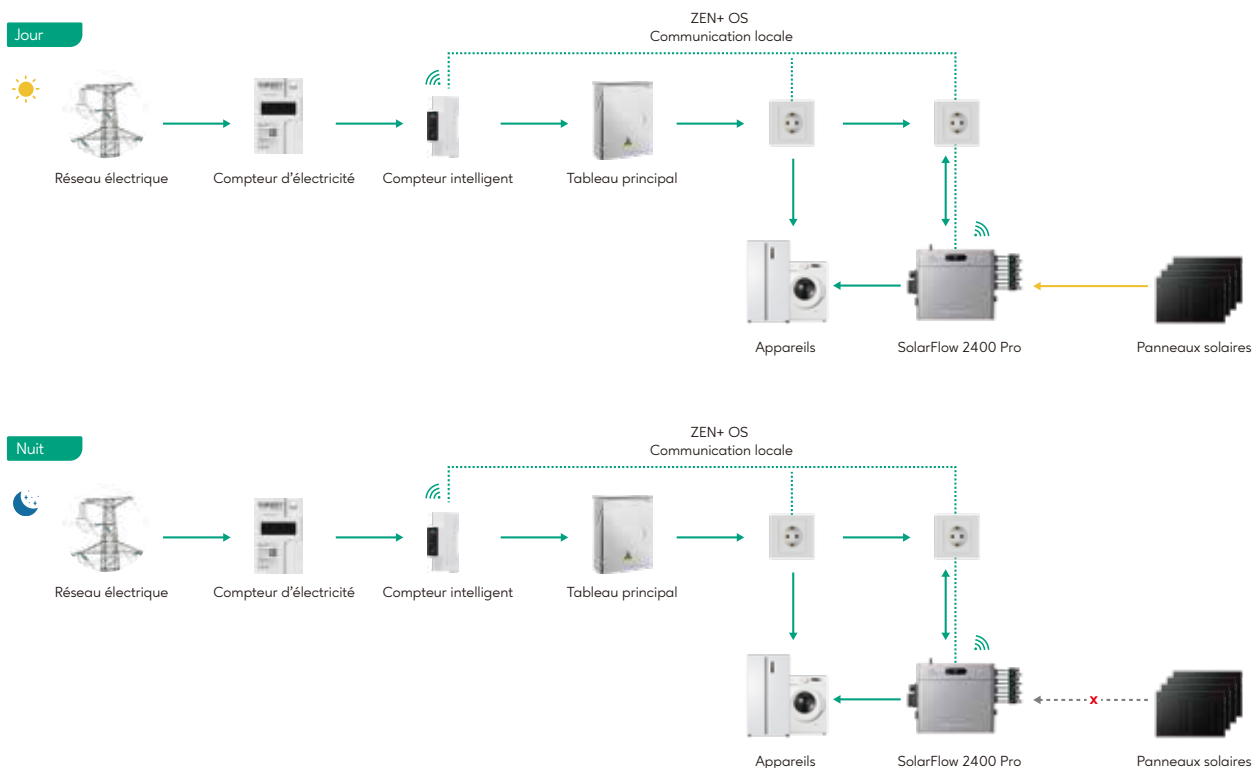 ZEN+ OS
Communication locale
Jour
Réseau électrique
Compteur d'électricité
Compteur intelligent
Tableau principal
Appareils
SolarFlow 2400 Pro
Panneaux solaires
ZEN+ OS
Communication locale
Nuit
Réseau électrique
Compteur d'électricité
Compteur intelligent
Tableau principal
x
Appareils
SolarFlow 2400 Pro
Panneaux solaires